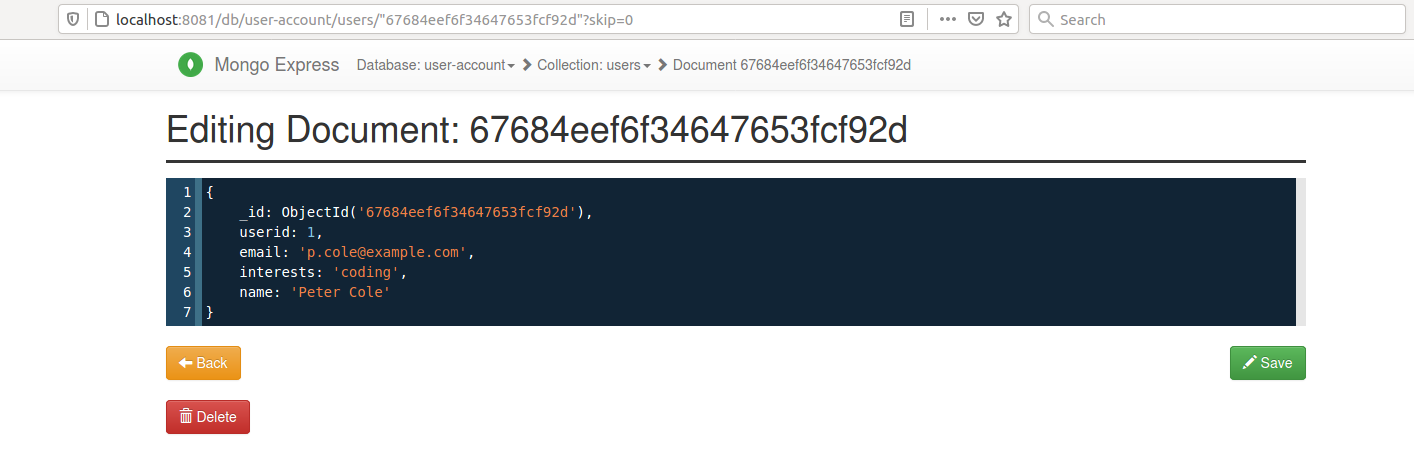 localhost:8081/db/user-account/users/"67684eef6f34647653fcf92d"?skip=0 Search
Mongo Express Database: user-account Collection: users Document 67684eef6f34647653fcf92d
Editing Document: 67684eef6f34647653fcf92d
1 {
2 _id: ObjectId('67684eef6f34647653fcf92d'),
3 userid: 1,
4 email: 'p.cole@example.com',
5 interests: 'coding',
6 name: 'Peter Cole'
7 }
Back Save
Delete